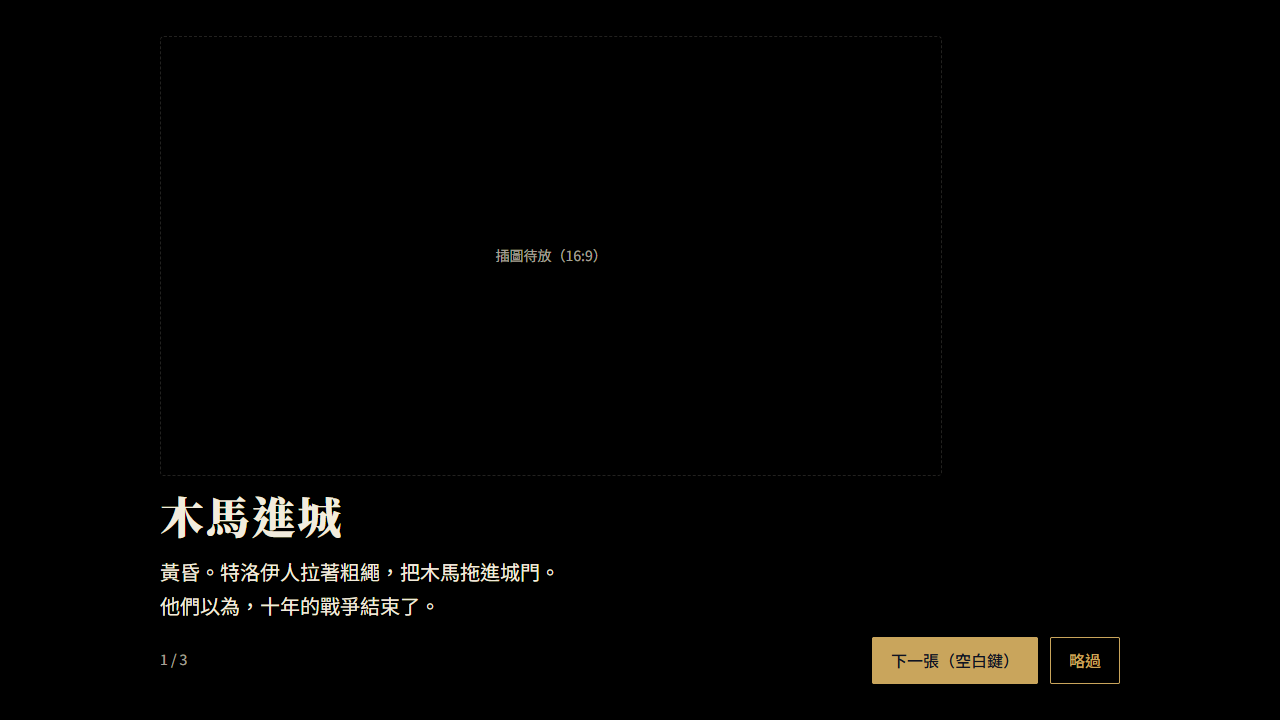 插圖待放（16:9）
木馬進城
黃昏。特洛伊人拉著粗繩，把木馬拖進城門。
他們以為，十年的戰爭結束了。
1 / 3
下一張（空白鍵）
略過